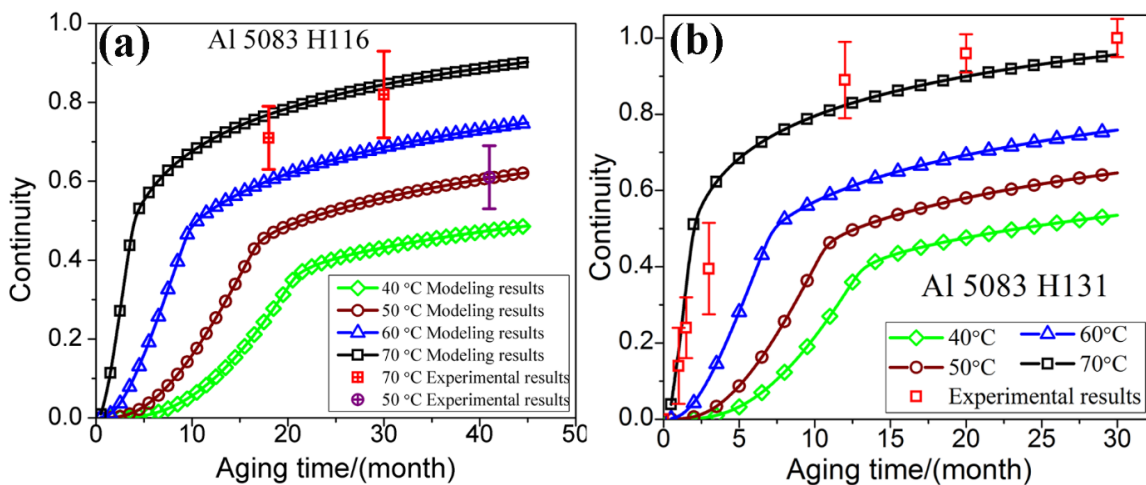 (a)
Al 5083 H116
Continuity
1.0
0.8
0.6
0.4
0.2
0.0
40 °C Modeling results
50 °C Modeling results
60 °C Modeling results
70 °C Modeling results
70 °C Experimental results
50 °C Experimental results
0 10 20 30 40 50
Aging time/(month)
(b)
Continuity
1.0
0.8
0.6
0.4
0.2
0.0
Al 5083 H131
40°C 60°C
50°C 70°C
Experimental results
0 5 10 15 20 25 30
Aging time/(month)